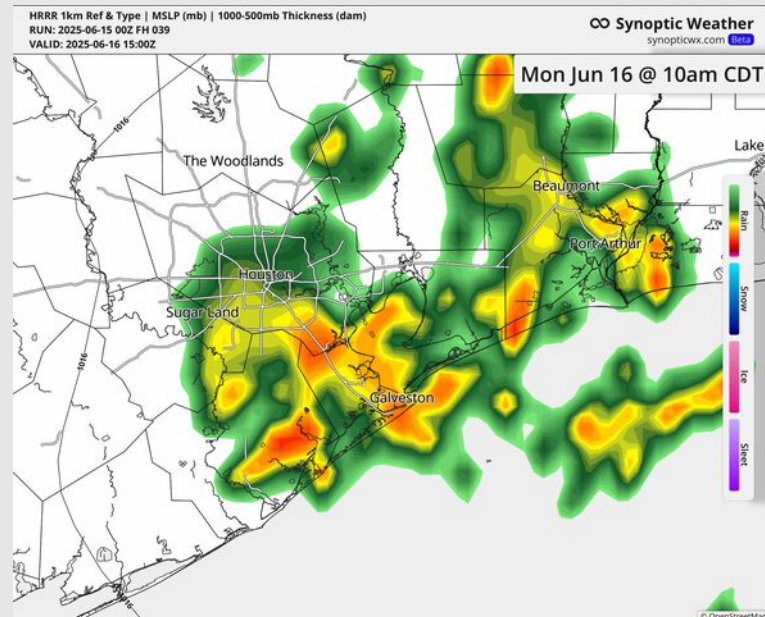 HRRR 1km Ref & Type | MSLP (mb) | 1000-500mb Thickness (dam)
RUN: 2025-06-15 00Z FH 039
VALID: 2025-06-16 15:00Z
Synoptic Weather
synopticwx.com Beta
Mon Jun 16 @ 10am CDT
1016
The Woodlands
Lake
Beaumont
Rain
Port Arthur
Houston
Snow
Sugar Land
1016
Ice
Galveston
Sleet
© OpenStreetMap